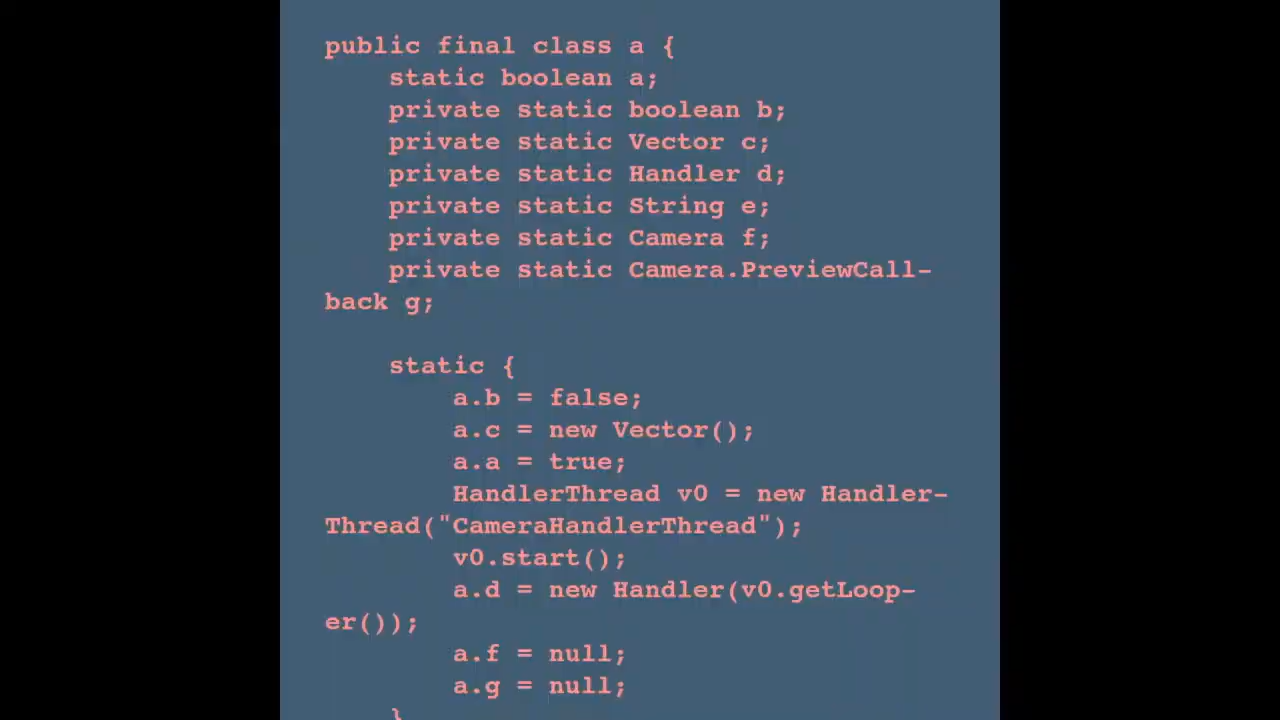 public final class a {
    static boolean a;
    private static boolean b;
    private static Vector c;
    private static Handler d;
    private static String e;
    private static Camera f;
    private static Camera.PreviewCall-
back g;
    static {
        a.b = false;
        a.c = new Vector();
        a.a = true;
        HandlerThread v0 = new Handler-
Thread("CameraHandlerThread");
        v0.start();
        a.d = new Handler(v0.getLoop-
er());
        a.f = null;
        a.g = null;
    }